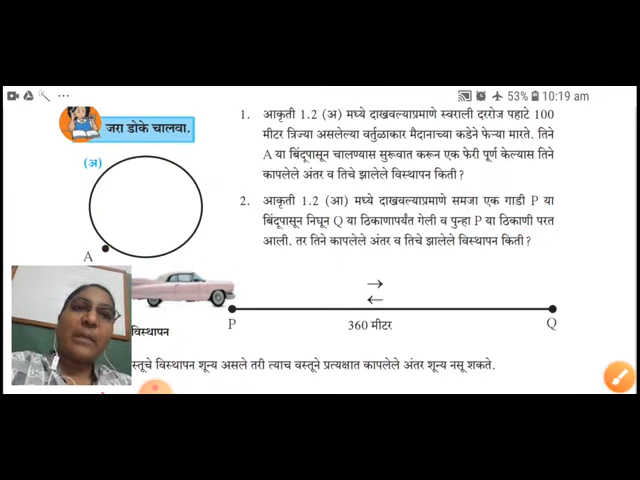 53% 10:19 am
जरा डोके चालवा.
(अ)
A
1. आकृती 1.2 (अ) मध्ये दाखवल्याप्रमाणे स्वराली दररोज पहाटे 100
मीटर त्रिज्या असलेल्या वर्तुळाकार मैदानाच्या कडेने फेऱ्या मारते. तिने
A या बिंदूपासून चालण्यास सुरूवात करून एक फेरी पूर्ण केल्यास तिने
कापलेले अंतर व तिचे झालेले विस्थापन किती?
2. आकृती 1.2 (आ) मध्ये दाखवल्याप्रमाणे समजा एक गाडी P या
बिंदूपासून निघून Q या ठिकाणापर्यंत गेली व पुन्हा P या ठिकाणी परत
आली. तर तिने कापलेले अंतर व तिचे झालेले विस्थापन किती?
P 360 मीटर Q
विस्थापन
स्तूचे विस्थापन शून्य असले तरी त्याच वस्तूने प्रत्यक्षात कापलेले अंतर शून्य नसू शकते.